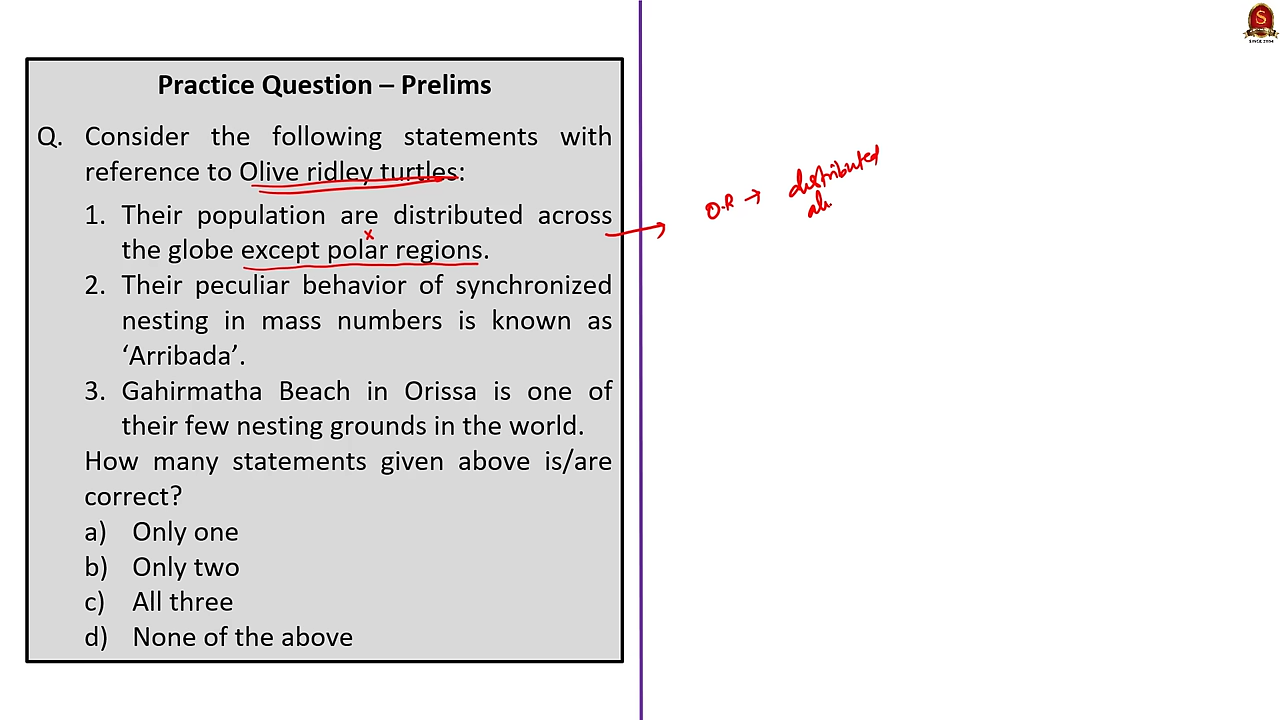 S
SINCE 2004
Practice Question – Prelims
Q. Consider the following statements with
reference to Olive ridley turtles:
1. Their population are distributed across
the globe except polar regions.
x
2. Their peculiar behavior of synchronized
nesting in mass numbers is known as
‘Arribada’.
3. Gahirmatha Beach in Orissa is one of
their few nesting grounds in the world.
How many statements given above is/are
correct?
a) Only one
b) Only two
c) All three
d) None of the above
O.R → distributed